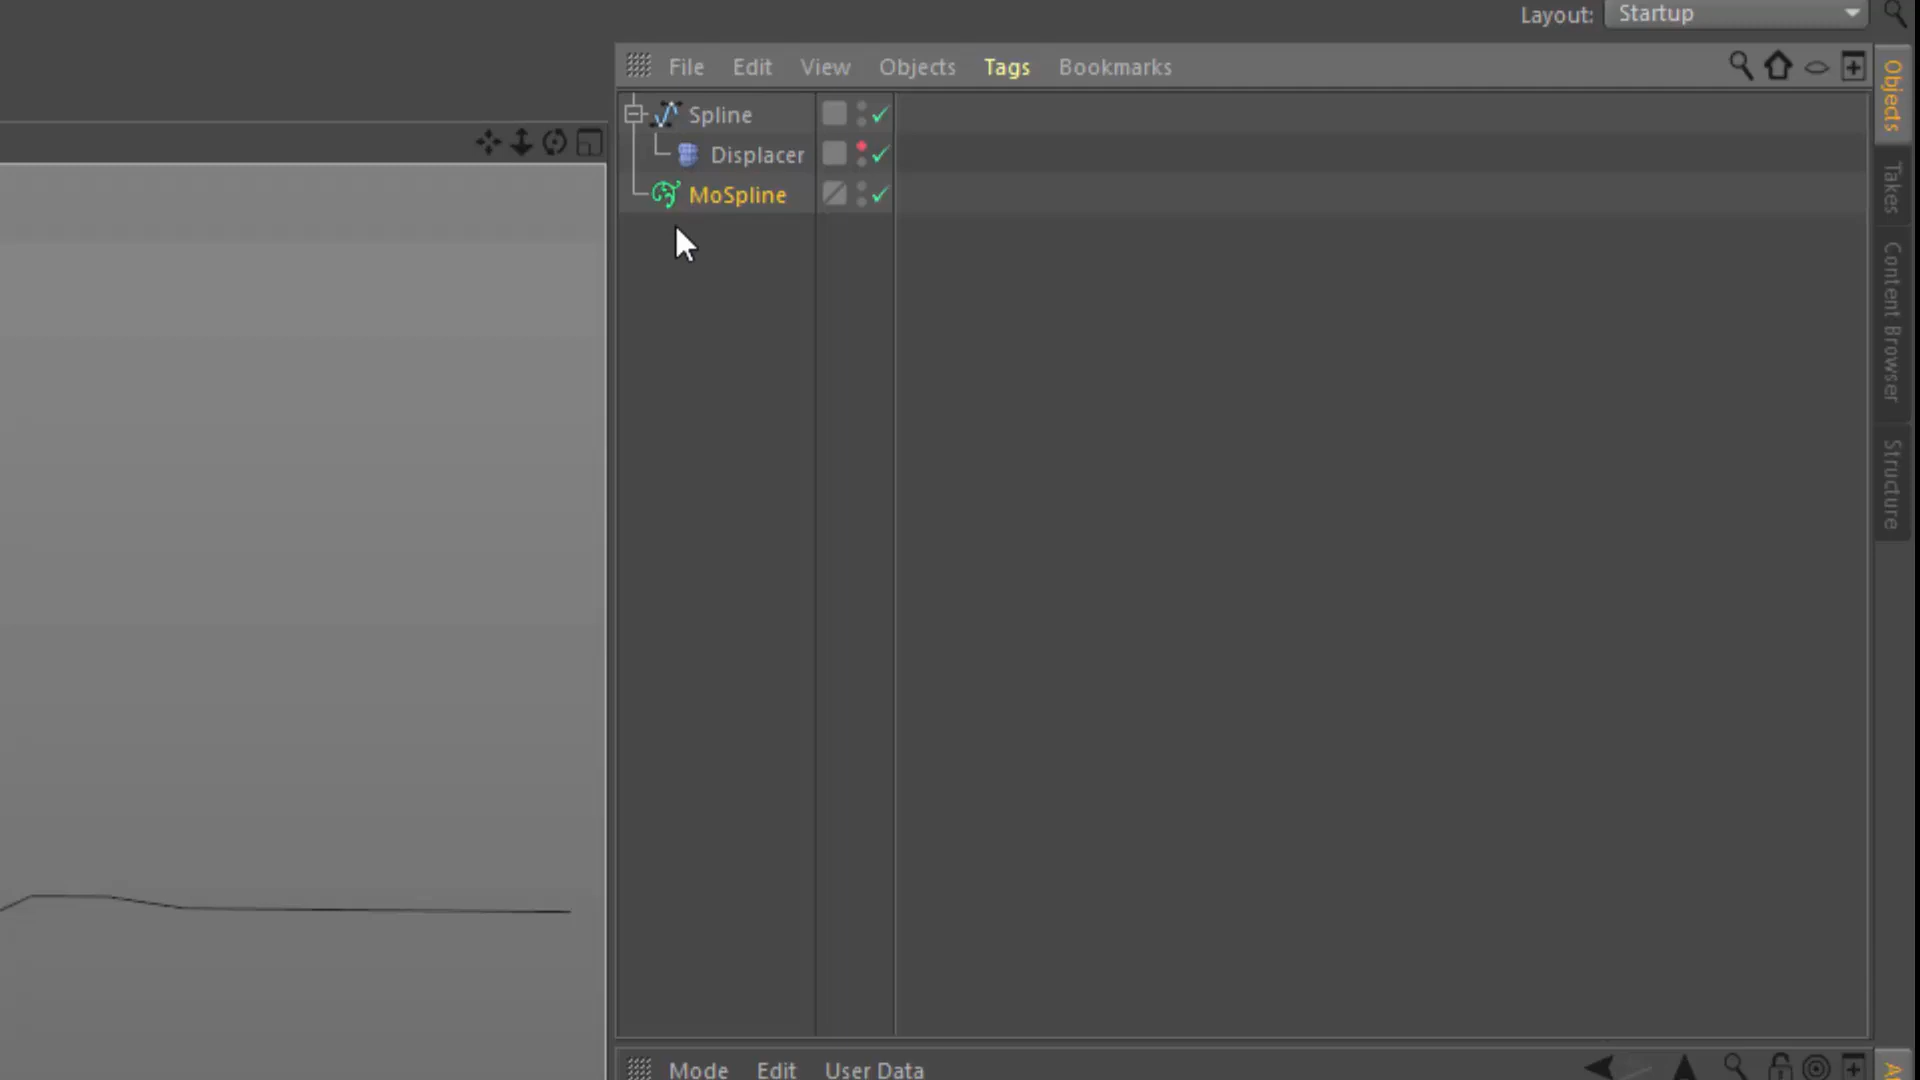 Layout: Startup
File Edit View Objects Tags Bookmarks
Spline
Displacer
MoSpline
Objects
Takes
Content Browser
Structure
Mode Edit User Data